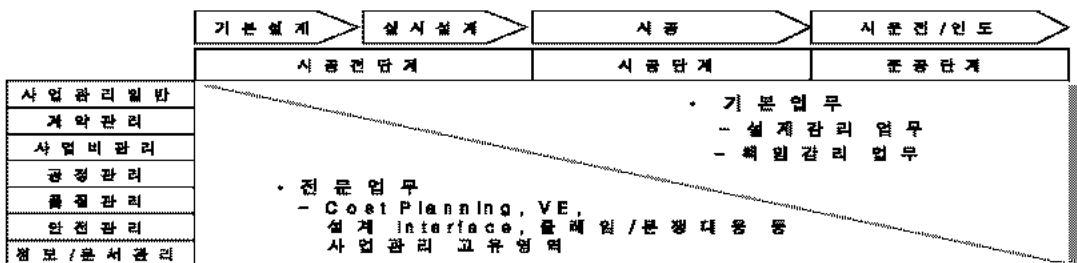 기본설계 실시설계 시공 시운전/인도
시공전단계 시공단계 준공단계
사업관리일반
계약관리
사업비관리
공정관리
품질관리
안전관리
정보/문서관리
• 기본업무
– 설계감리 업무
– 책임감리 업무
• 전문업무
– Cost Planning, VE,
설계 Interface, 클레임/분쟁대응 등
사업관리 고유영역